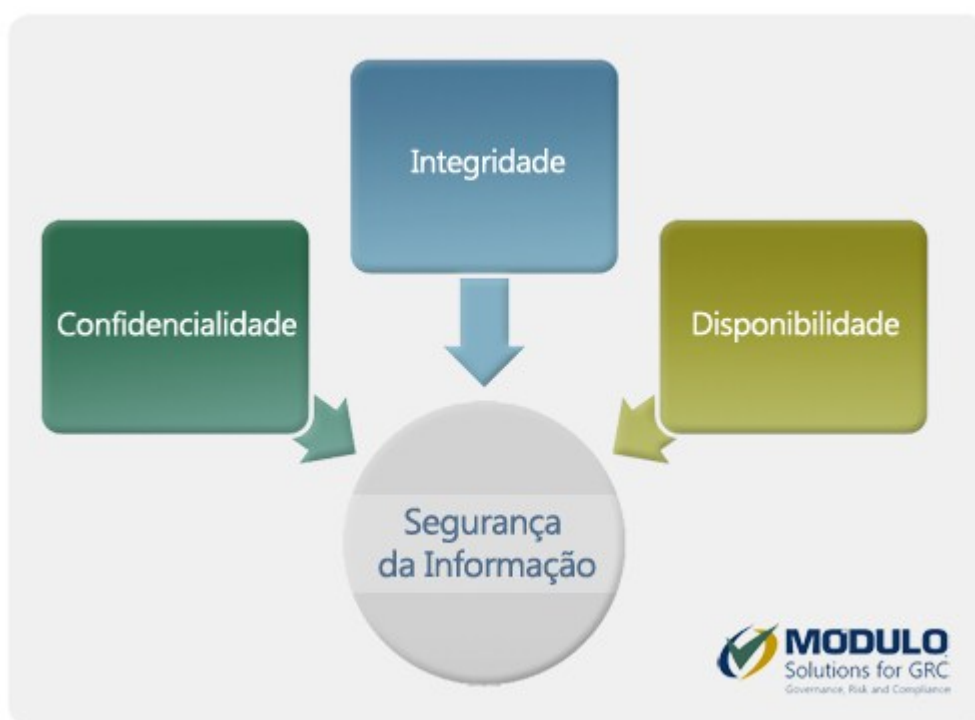 Integridade
Confidencialidade
Disponibilidade
Segurança
da Informação
MODULO
Solutions for GRC
Governance, Risk and Compliance